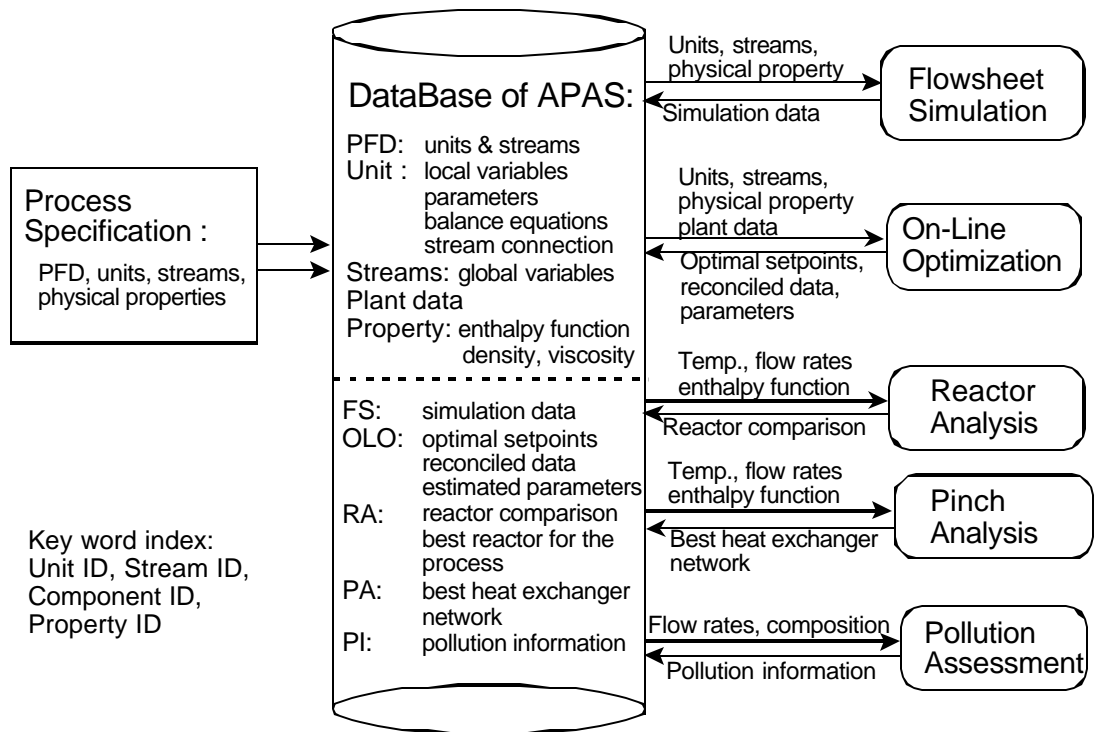 Process
Specification :
PFD, units, streams,
physical properties
Key word index:
Unit ID, Stream ID,
Component ID,
Property ID
DataBase of APAS:
PFD: units & streams
Unit : local variables
parameters
balance equations
stream connection
Streams: global variables
Plant data
Property: enthalpy function
density, viscosity
FS: simulation data
OLO: optimal setpoints
reconciled data
estimated parameters
RA: reactor comparison
best reactor for the
process
PA: best heat exchanger
network
PI: pollution information
Units, streams,
physical property
Simulation data
Flowsheet
Simulation
Units, streams,
physical property
plant data
Optimal setpoints,
reconciled data,
parameters
On-Line
Optimization
Temp., flow rates
enthalpy function
Reactor comparison
Reactor
Analysis
Temp., flow rates
enthalpy function
Best heat exchanger
network
Pinch
Analysis
Flow rates, composition
Pollution information
Pollution
Assessment